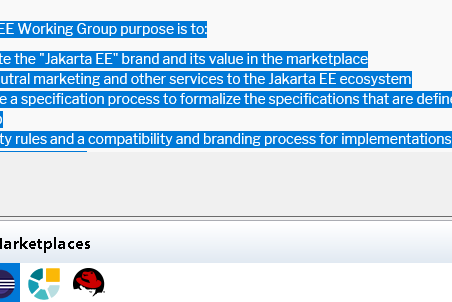 EE Working Group purpose is to:
te the "Jakarta EE" brand and its value in the marketplace
utral marketing and other services to the Jakarta EE ecosystem
e a specification process to formalize the specifications that are define
ty rules and a compatibility and branding process for implementations
Marketplaces